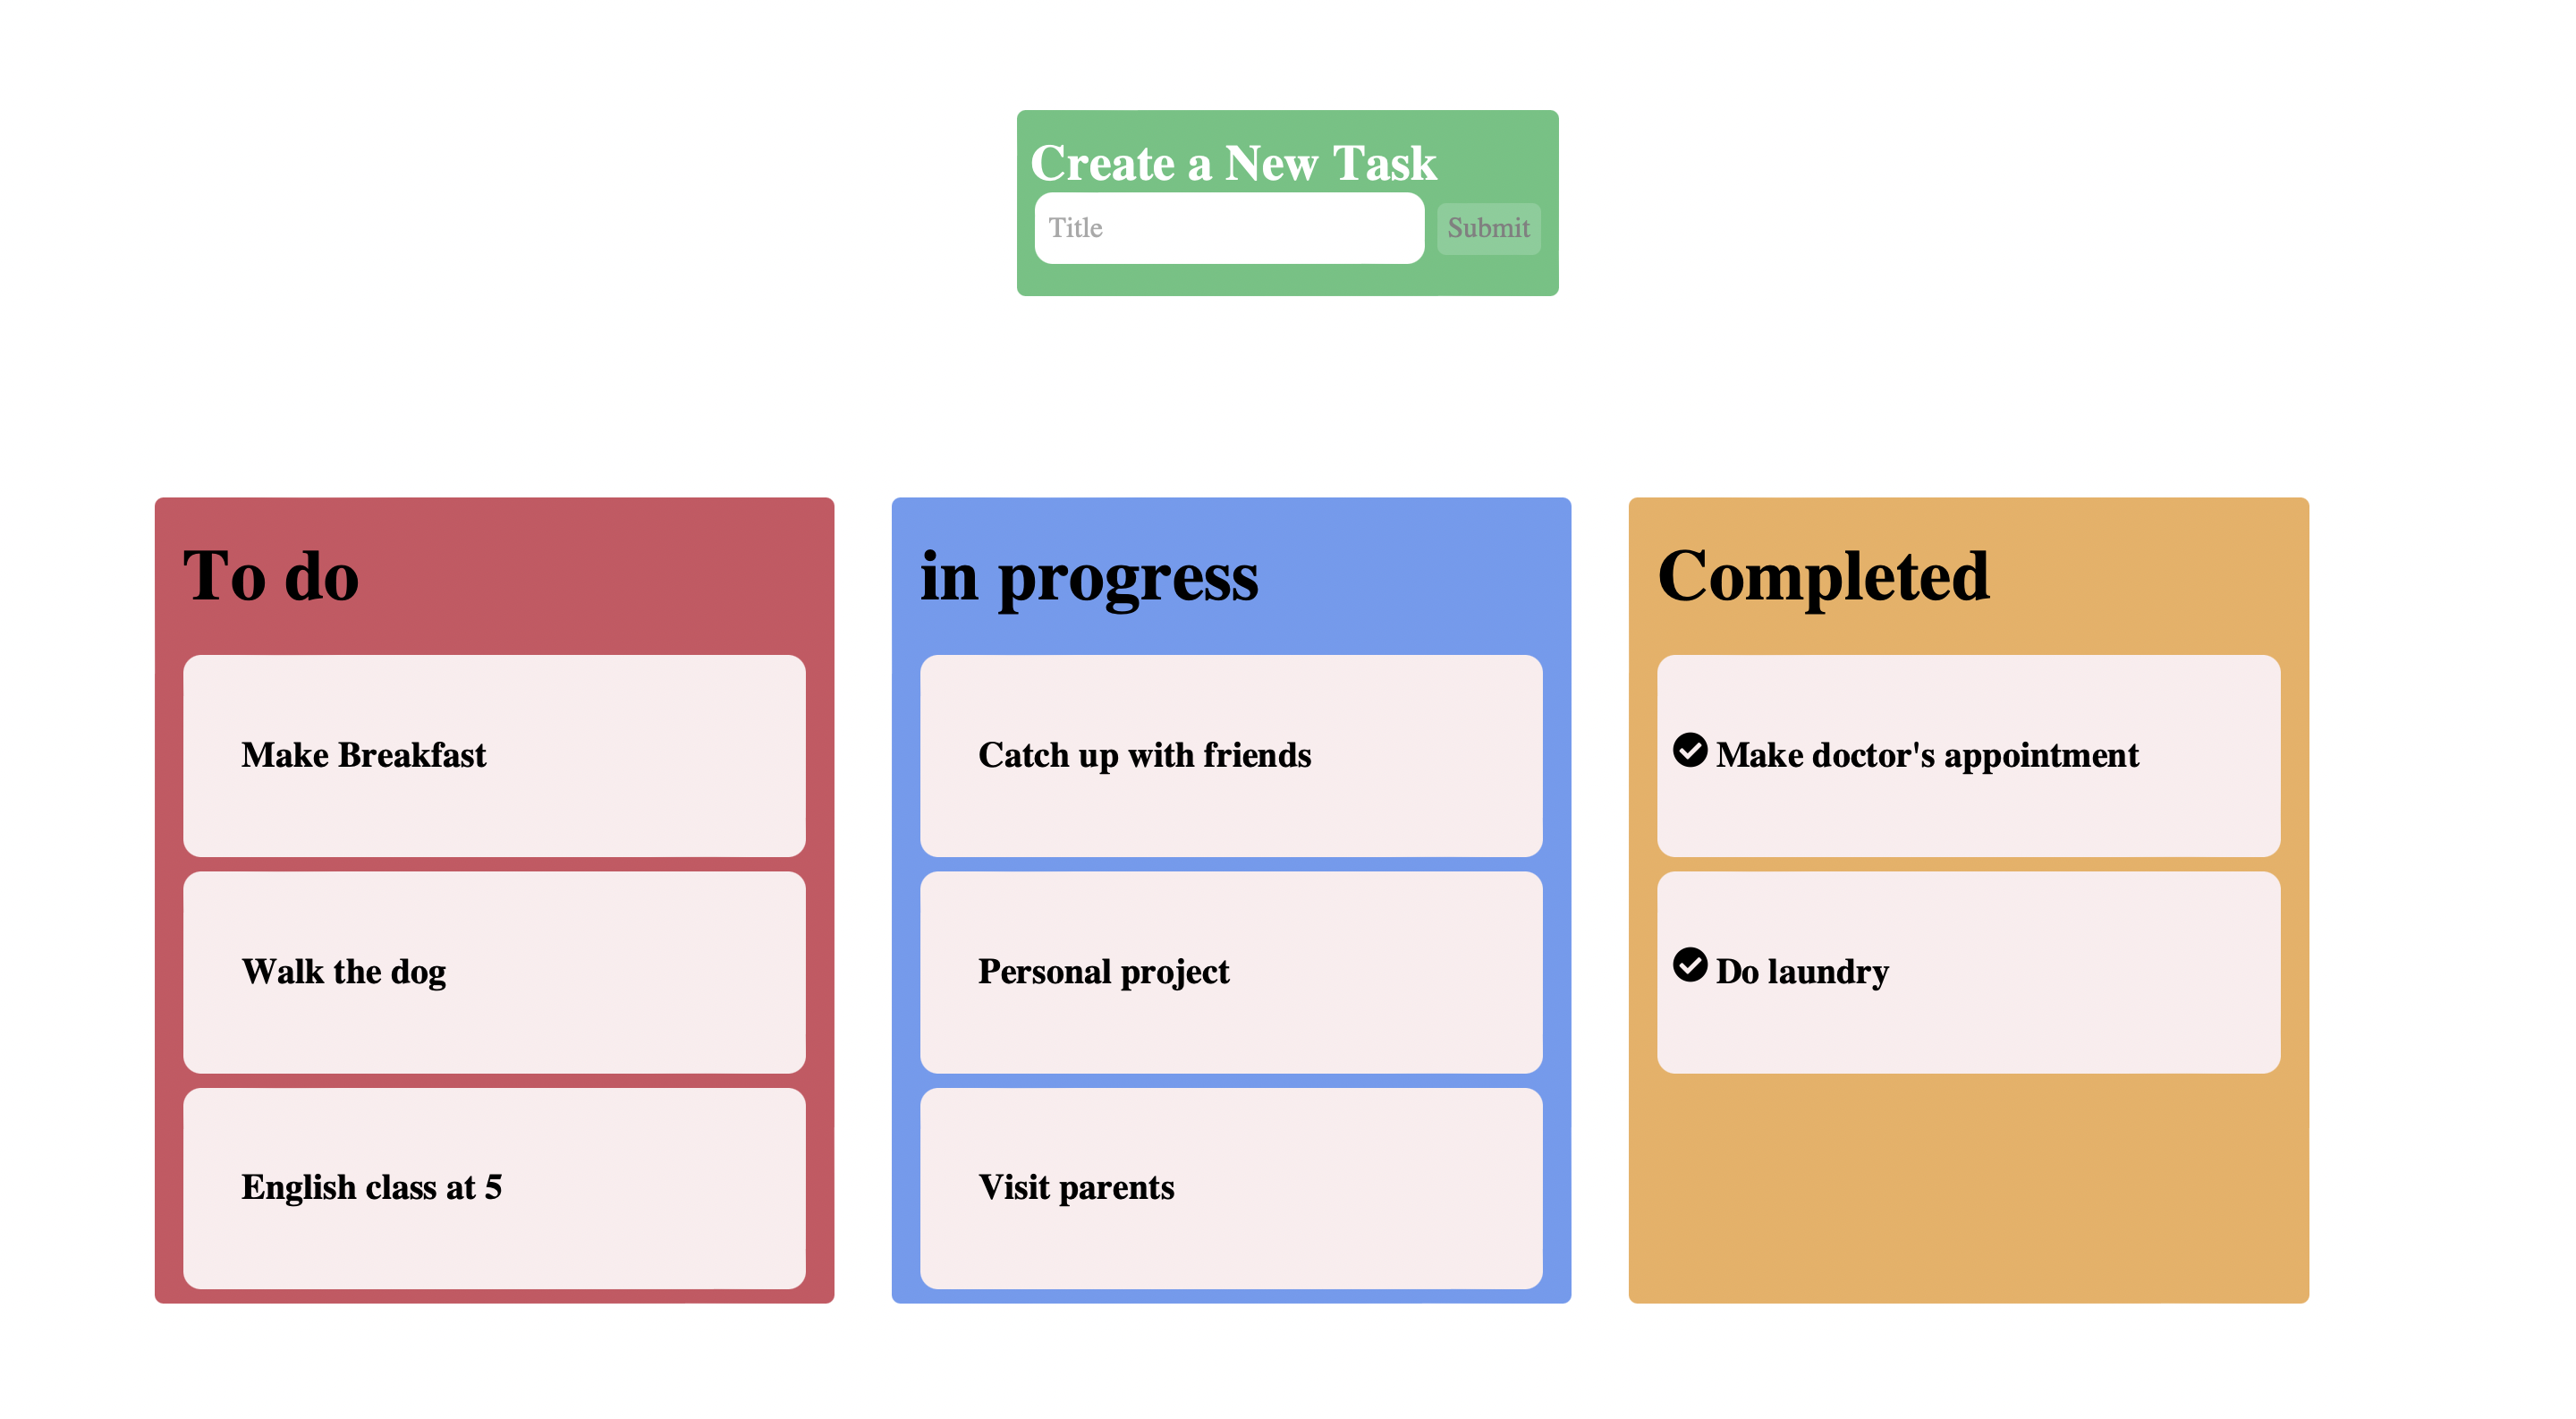 Create a New Task
Title
Submit
To do
Make Breakfast
Walk the dog
English class at 5
in progress
Catch up with friends
Personal project
Visit parents
Completed
Make doctor's appointment
Do laundry